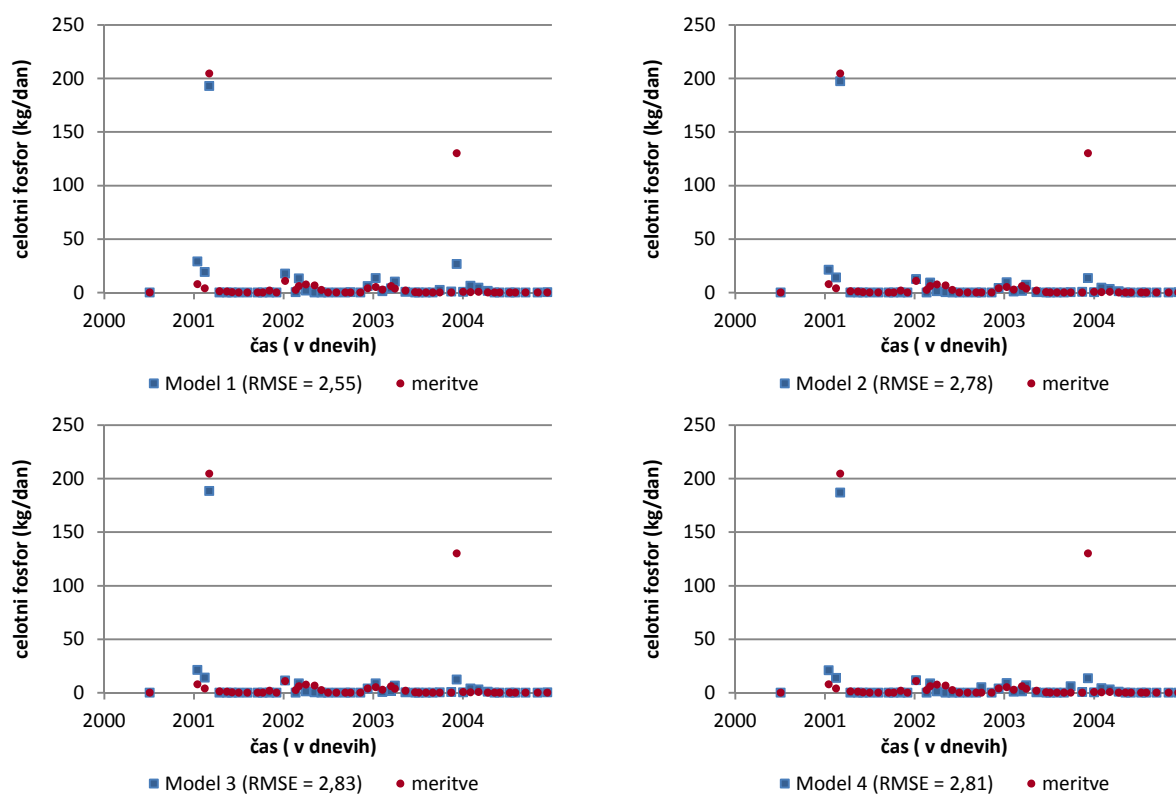 250
200
150
100
50
0
celotni fosfor (kg/dan)
2000 2001 2002 2003 2004
čas ( v dnevih)
Model 1 (RMSE = 2,55) meritve
250
200
150
100
50
0
celotni fosfor (kg/dan)
2000 2001 2002 2003 2004
čas ( v dnevih)
Model 2 (RMSE = 2,78) meritve
250
200
150
100
50
0
celotni fosfor (kg/dan)
2000 2001 2002 2003 2004
čas ( v dnevih)
Model 3 (RMSE = 2,83) meritve
250
200
150
100
50
0
celotni fosfor (kg/dan)
2000 2001 2002 2003 2004
čas ( v dnevih)
Model 4 (RMSE = 2,81) meritve